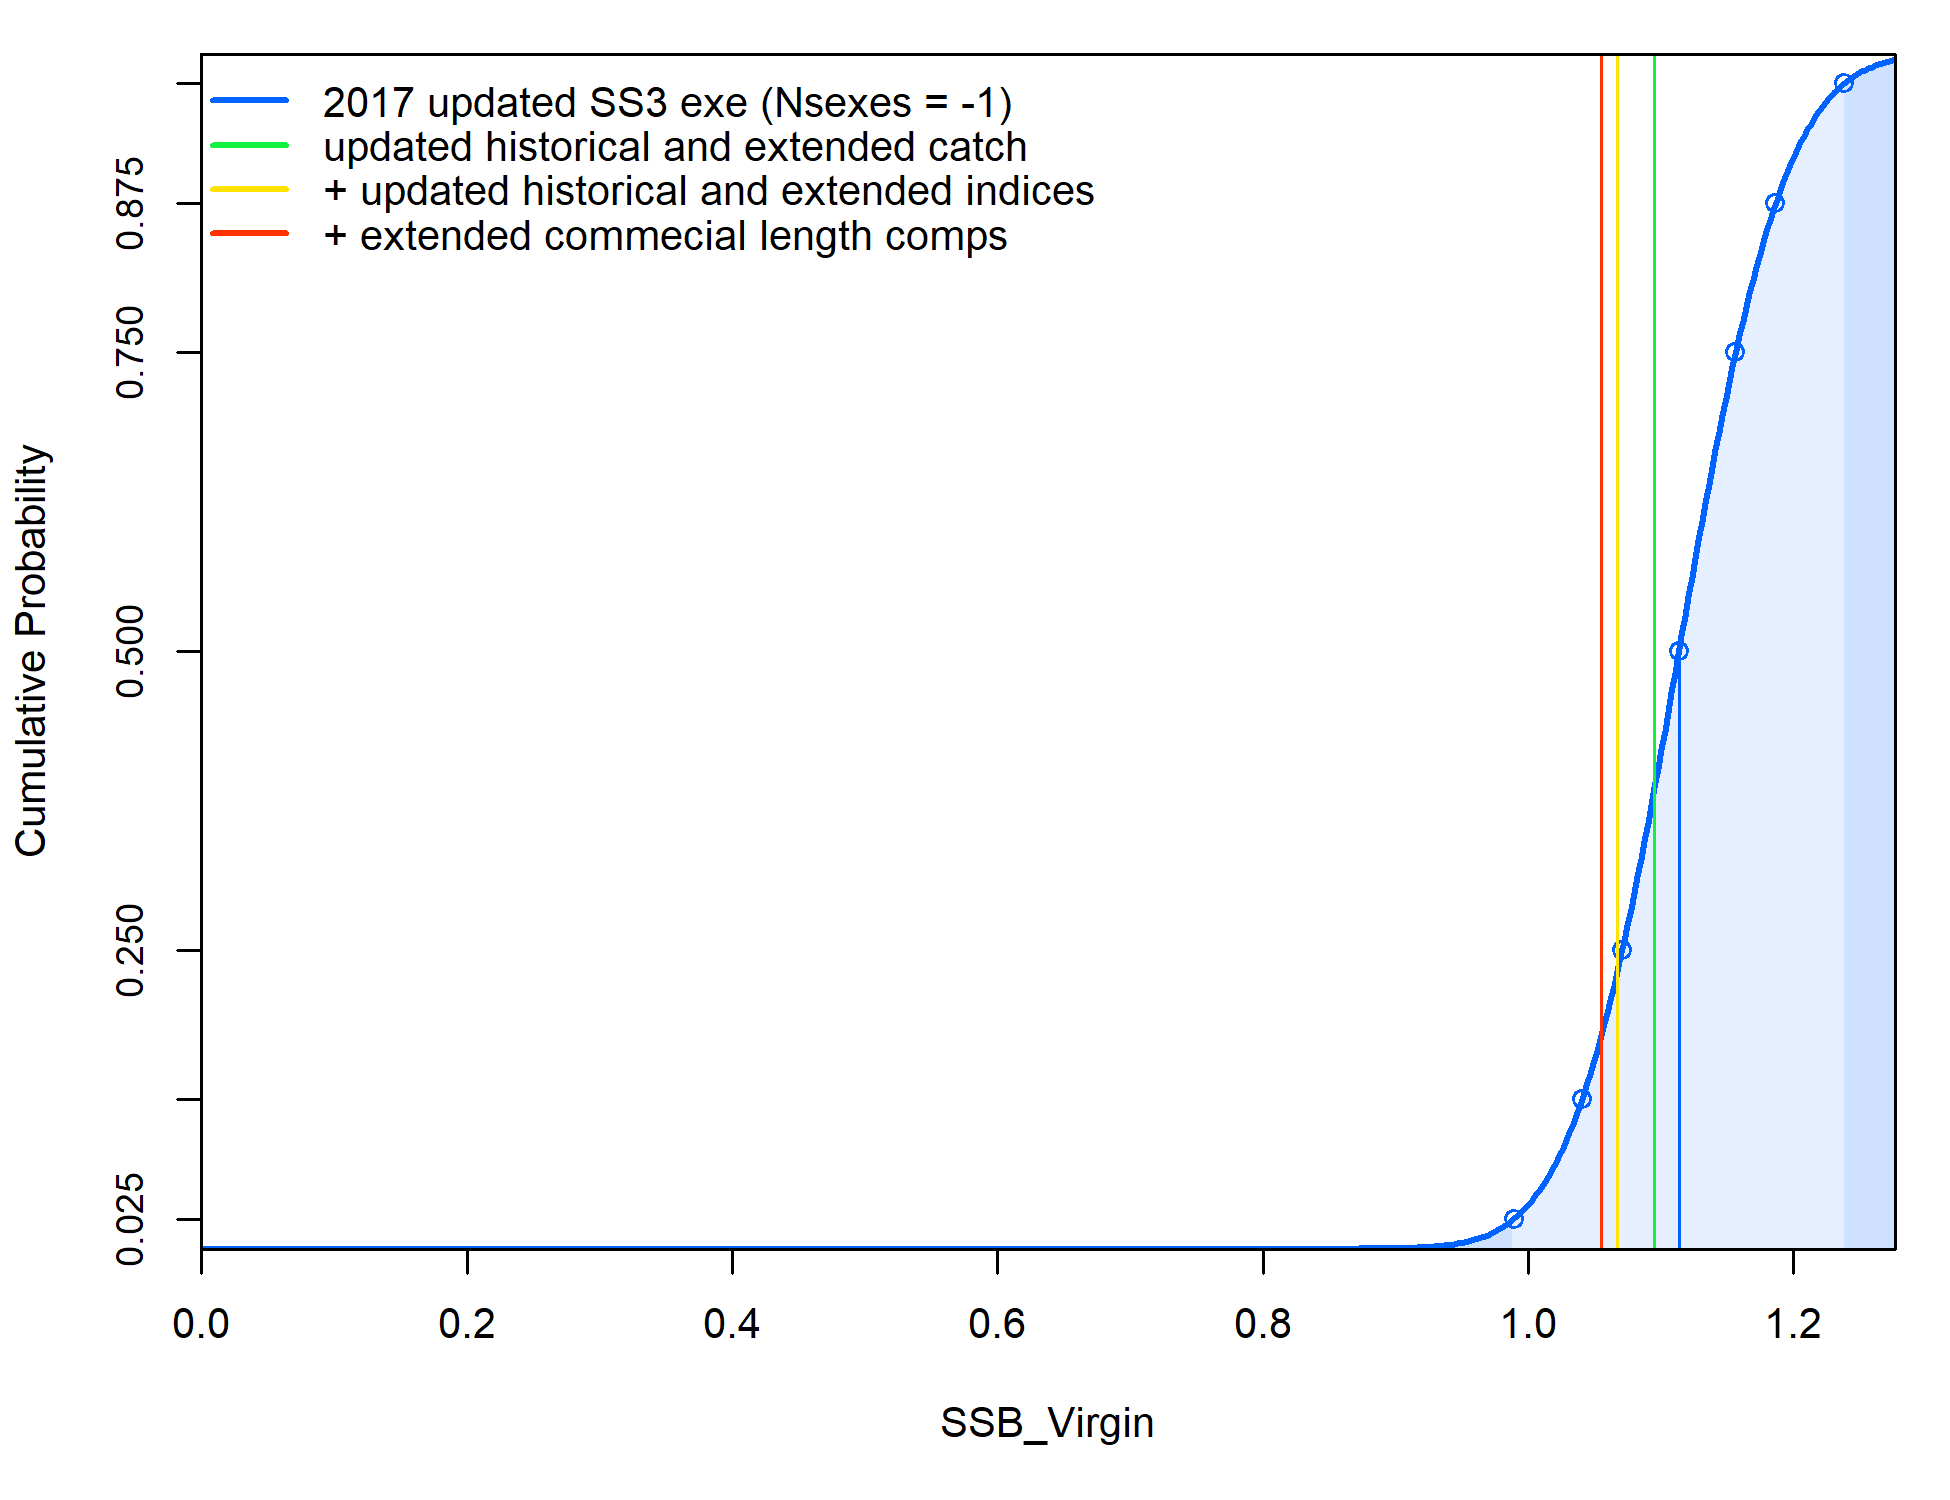 2017 updated SS3 exe (Nsexes = -1)
updated historical and extended catch
+ updated historical and extended indices
+ extended commecial length comps
Cumulative Probability
0.875
0.750
0.500
0.250
0.025
0.0 0.2 0.4 0.6 0.8 1.0 1.2
SSB_Virgin